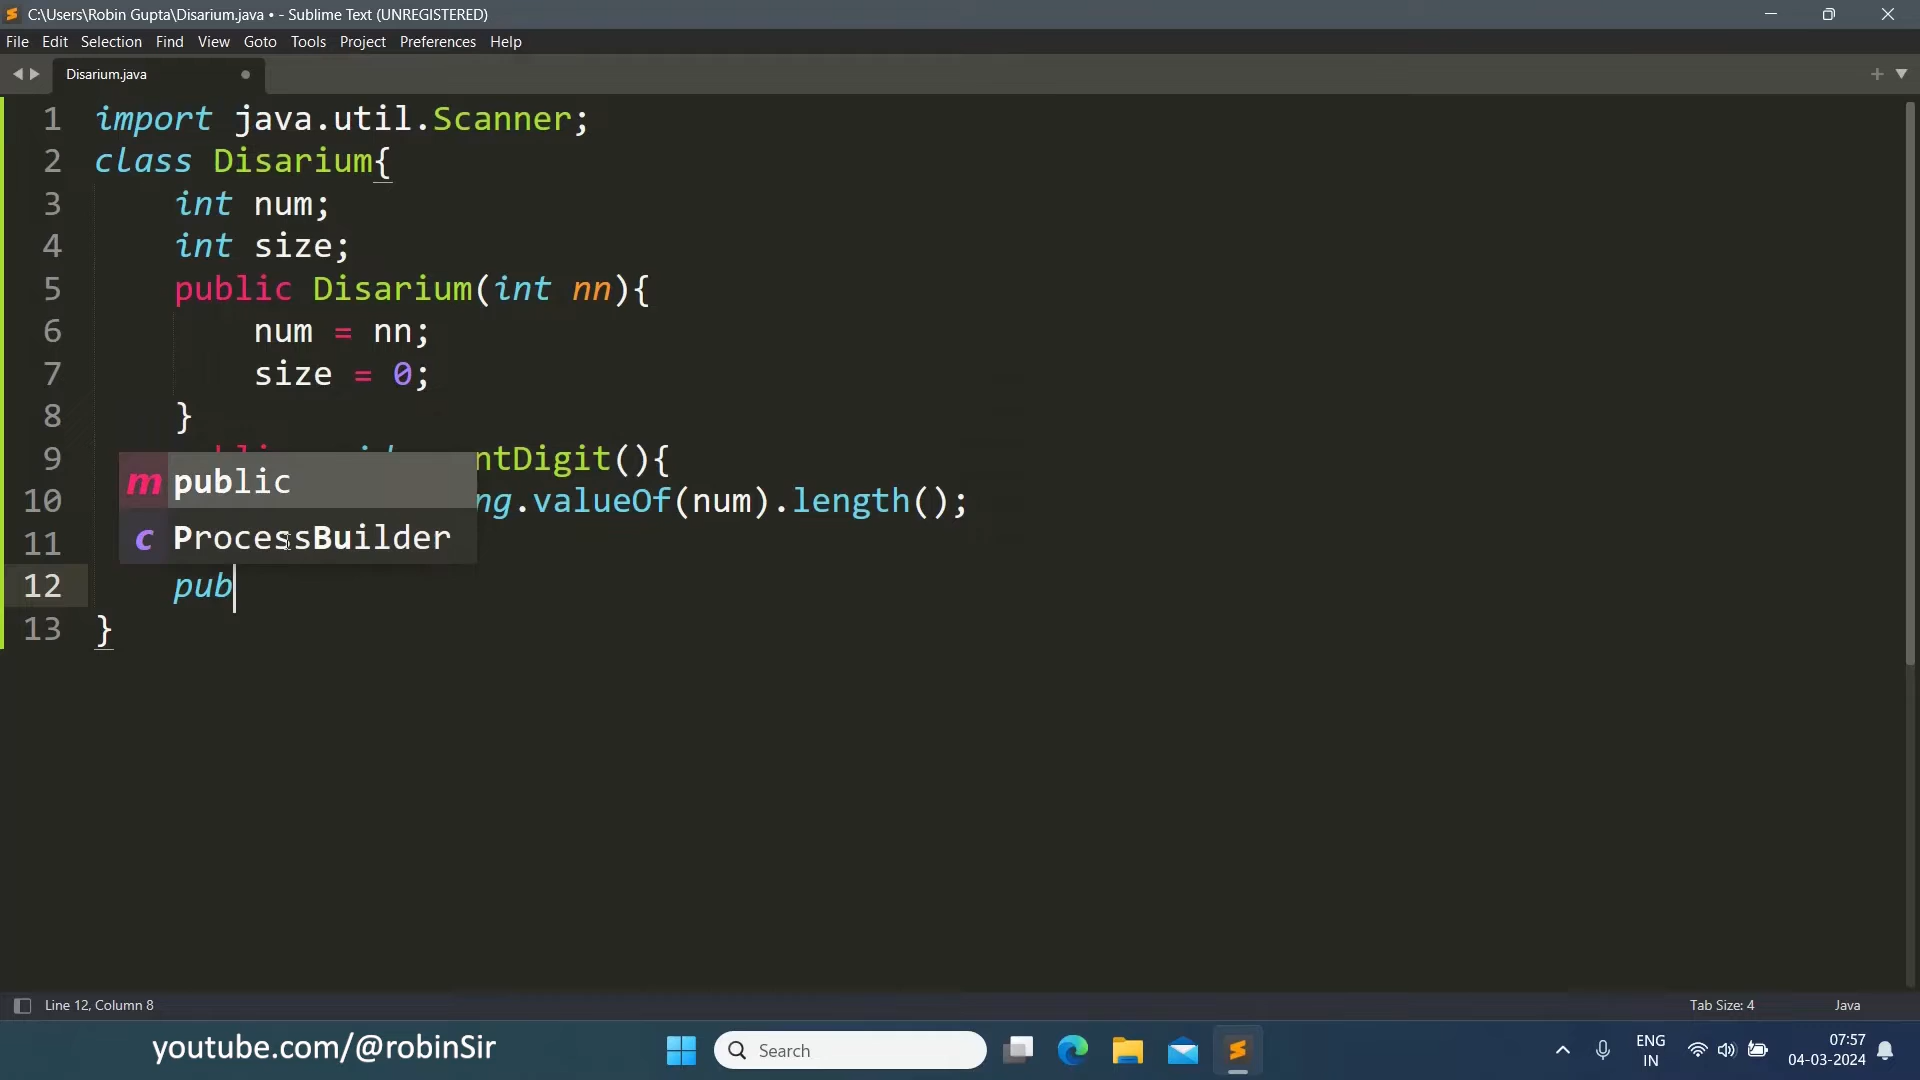 C:\Users\Robin Gupta\Disarium.java • - Sublime Text (UNREGISTERED)
File Edit Selection Find View Goto Tools Project Preferences Help
Disarium.java
1 import java.util.Scanner;
2 class Disarium{
3 int num;
4 int size;
5 public Disarium(int nn){
6 num = nn;
7 size = 0;
8 }
9 ntDigit(){
m public
10 ng.valueOf(num).length();
c ProcessBuilder
11
12 pub
13 }
Line 12, Column 8
Tab Size: 4
Java
youtube.com/@robinSir
Search
ENG
IN
07:57
04-03-2024